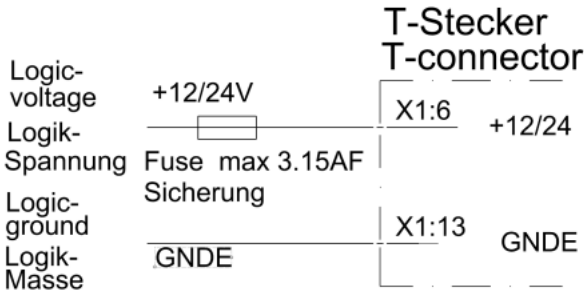 T-Stecker
T-connector
Logic-
voltage
+12/24V
X1:6
+12/24
Logik-
Spannung
Fuse max 3.15AF
Sicherung
Logic-
ground
X1:13
GNDE
Logik-
Masse
GNDE